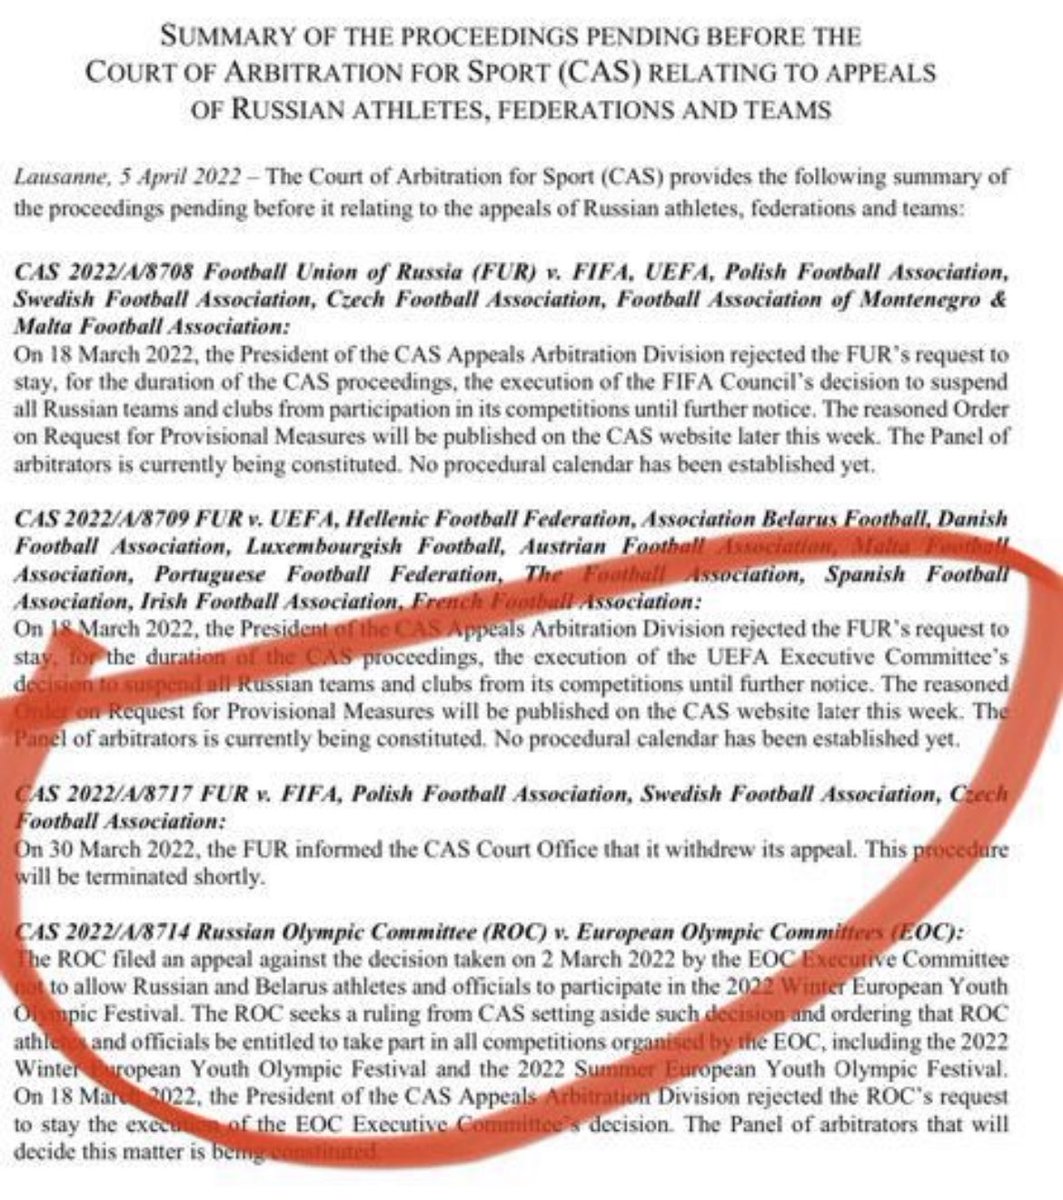 SUMMARY OF THE PROCEEDINGS PENDING BEFORE THE
COURT OF ARBITRATION FOR SPORT (CAS) RELATING TO APPEALS
OF RUSSIAN ATHLETES, FEDERATIONS AND TEAMS
Lausanne, 5 April 2022 – The Court of Arbitration for Sport (CAS) provides the following summary of
the proceedings pending before it relating to the appeals of Russian athletes, federations and teams:
CAS 2022/A/8708 Football Union of Russia (FUR) v. FIFA, UEFA, Polish Football Association,
Swedish Football Association, Czech Football Association, Football Association of Montenegro &
Malta Football Association:
On 18 March 2022, the President of the CAS Appeals Arbitration Division rejected the FUR's request to
stay, for the duration of the CAS proceedings, the execution of the FIFA Council's decision to suspend
all Russian teams and clubs from participation in its competitions until further notice. The reasoned Order
on Request for Provisional Measures will be published on the CAS website later this week. The Panel of
arbitrators is currently being constituted. No procedural calendar has been established yet.
CAS 2022/A/8709 FUR v. UEFA, Hellenic Football Federation, Association Belarus Football, Danish
Football Association, Luxembourgish Football, Austrian Football Association, Malta Football
Association, Portuguese Football Federation, The Football Association, Spanish Football
Association, Irish Football Association, French Football Association:
On 18 March 2022, the President of the CAS Appeals Arbitration Division rejected the FUR's request to
stay, for the duration of the CAS proceedings, the execution of the UEFA Executive Committee's
decision to suspend all Russian teams and clubs from its competitions until further notice. The reasoned
Order on Request for Provisional Measures will be published on the CAS website later this week. The
Panel of arbitrators is currently being constituted. No procedural calendar has been established yet.
CAS 2022/A/8717 FUR v. FIFA, Polish Football Association, Swedish Football Association, Czech
Football Association:
On 30 March 2022, the FUR informed the CAS Court Office that it withdrew its appeal. This procedure
will be terminated shortly.
CAS 2022/A/8714 Russian Olympic Committee (ROC) v. European Olympic Committees (EOC):
The ROC filed an appeal against the decision taken on 2 March 2022 by the EOC Executive Committee
not to allow Russian and Belarus athletes and officials to participate in the 2022 Winter European Youth
Olympic Festival. The ROC seeks a ruling from CAS setting aside such decision and ordering that ROC
athletes and officials be entitled to take part in all competitions organised by the EOC, including the 2022
Winter European Youth Olympic Festival and the 2022 Summer European Youth Olympic Festival.
On 18 March 2022, the President of the CAS Appeals Arbitration Division rejected the ROC's request
to stay the execution of the EOC Executive Committee's decision. The Panel of arbitrators that will
decide this matter is being constituted.